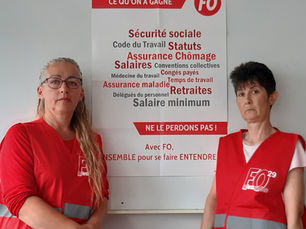 CE QU'ON A GAGNÉ
FO
Sécurité sociale
Code du Travail Statuts
Assurance Chômage
Salaires Conventions collectives
Médecine du travail Congés payés
Assurance maladie Temps de travail
Délégués du personnel Retraites
Salaire minimum
NE LE PERDONS PAS !
Avec FO,
ENSEMBLE pour se faire ENTENDRE
FO 29